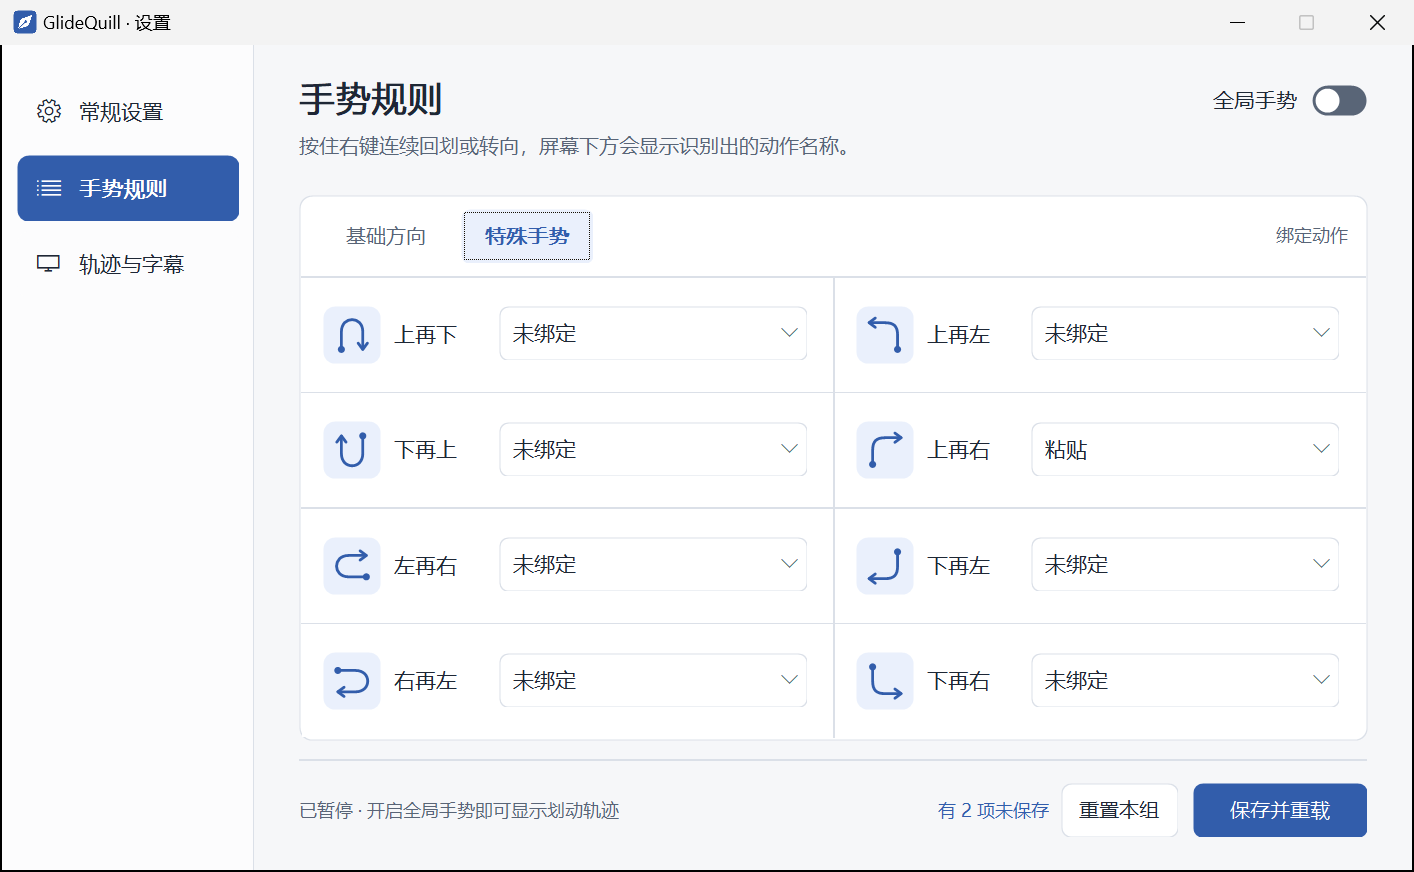 GlideQuill · 设置
常规设置
手势规则
轨迹与字幕
手势规则
全局手势
按住右键连续回划或转向，屏幕下方会显示识别出的动作名称。
基础方向
特殊手势
绑定动作
上再下 未绑定
上再左 未绑定
下再上 未绑定
上再右 粘贴
左再右 未绑定
下再左 未绑定
右再左 未绑定
下再右 未绑定
已暂停 · 开启全局手势即可显示划动轨迹
有 2 项未保存
重置本组
保存并重载